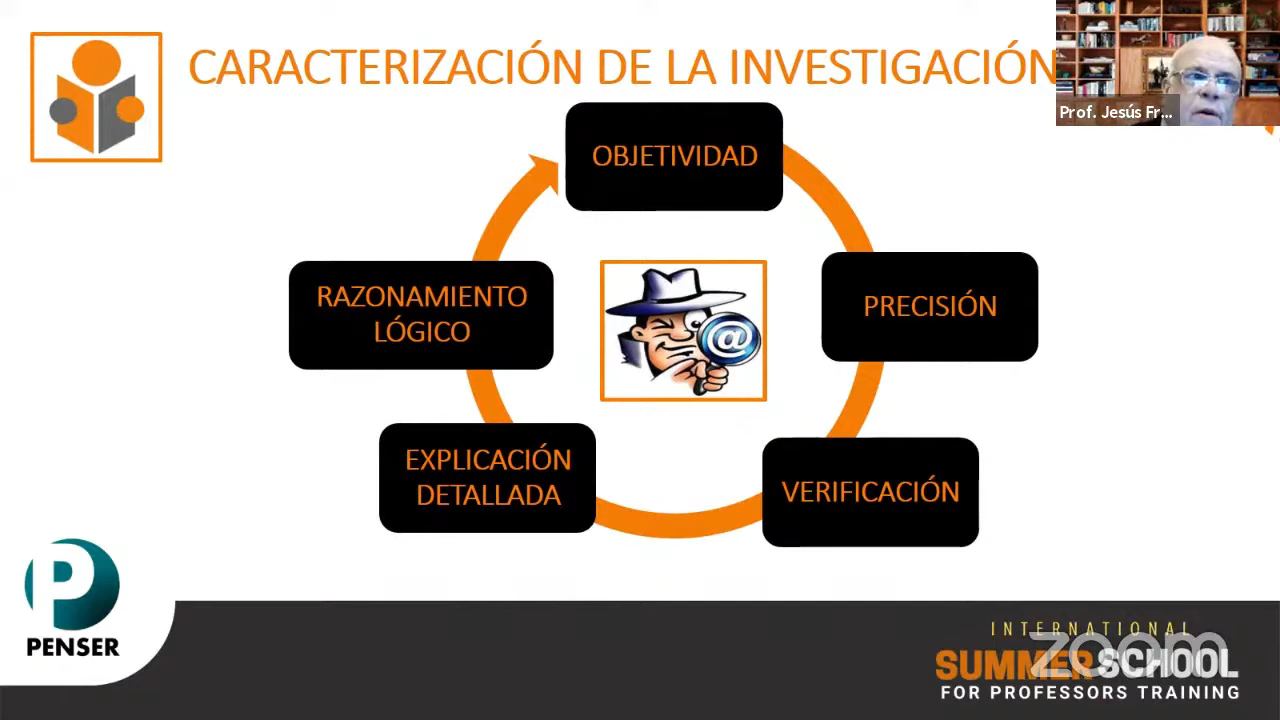 CARACTERIZACIÓN DE LA INVESTIGACIÓN
Prof. Jesús Fr...
OBJETIVIDAD
RAZONAMIENTO
LÓGICO
@
PRECISIÓN
EXPLICACIÓN
DETALLADA
VERIFICACIÓN
P
PENSER
INTERNATIONAL
SUMMER SCHOOL
zoom
FOR PROFESSORS TRAINING